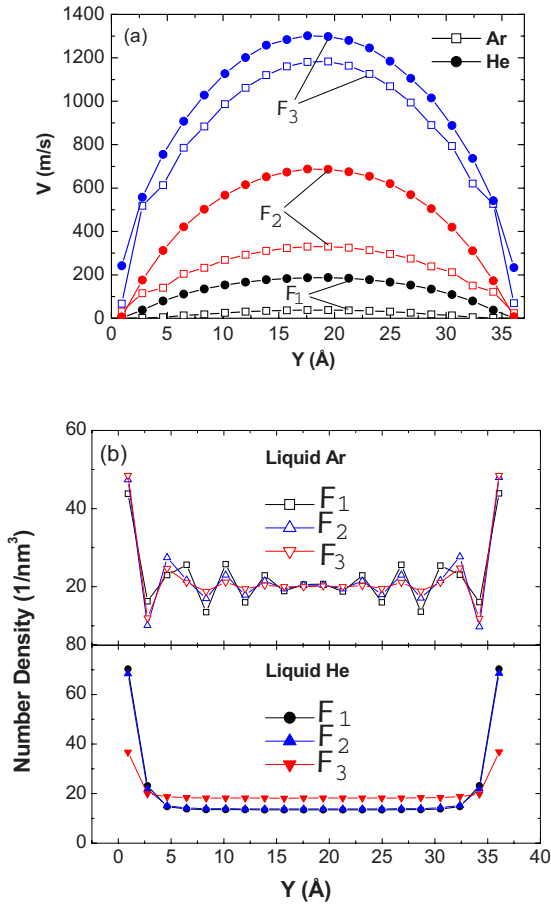 (a)
Ar
He
1400
1200
1000
800
600
400
200
0
V (m/s)
F3
F2
F1
0 5 10 15 20 25 30 35
Y (Å)
(b)
Liquid Ar
F1
F2
F3
60
40
20
80
Liquid He
F1
F2
F3
60
40
20
0
Number Density (1/nm³)
0 5 10 15 20 25 30 35 40
Y (Å)